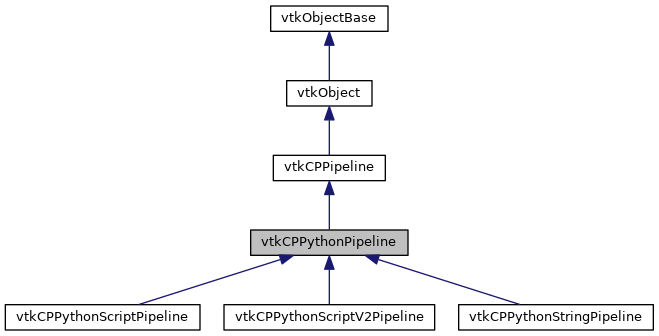 vtkObjectBase
vtkObject
vtkCPPipeline
vtkCPPythonPipeline
vtkCPPythonScriptPipeline
vtkCPPythonScriptV2Pipeline
vtkCPPythonStringPipeline